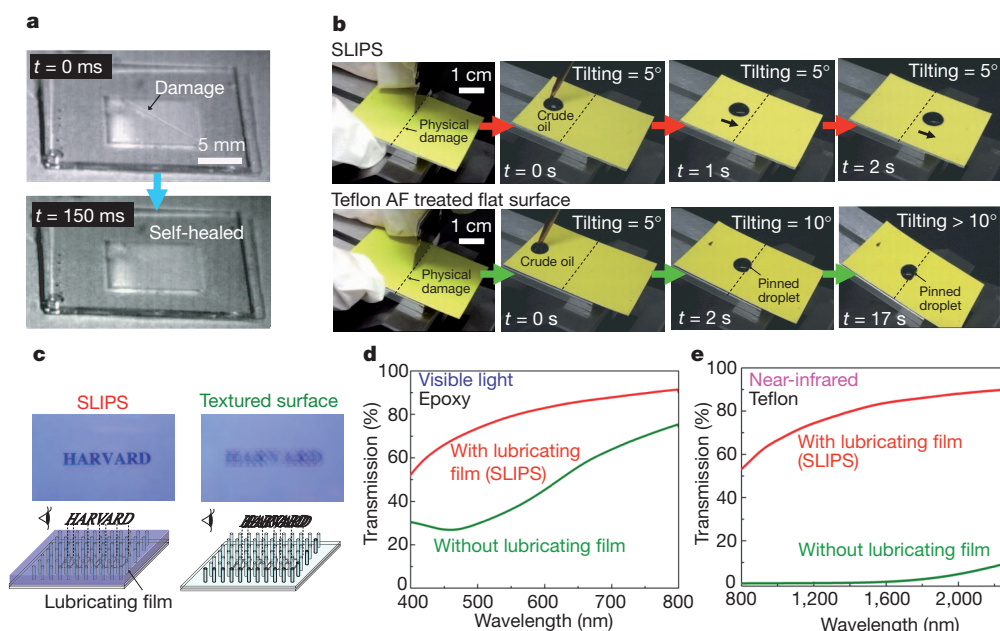 a
t = 0 ms
Damage
5 mm
t = 150 ms
Self-healed
b
SLIPS
1 cm
Physical
damage
Tilting = 5°
Crude
oil
t = 0 s
Tilting = 5°
t = 1 s
Tilting = 5°
t = 2 s
Teflon AF treated flat surface
1 cm
Physical
damage
Tilting = 5°
Crude oil
t = 0 s
Tilting = 10°
Pinned
droplet
t = 2 s
Tilting > 10°
Pinned
droplet
t = 17 s
c
SLIPS
Textured surface
HARVARD
HARVARD
HARVARD
HARVARD
Lubricating film
d
Visible light
Epoxy
With lubricating
film (SLIPS)
Without lubricating film
Transmission (%)
100
80
60
40
20
0
400 500 600 700 800
Wavelength (nm)
e
Near-infrared
Teflon
With lubricating film
(SLIPS)
Without lubricating film
Transmission (%)
100
80
60
40
20
0
800 1,200 1,600 2,000
Wavelength (nm)